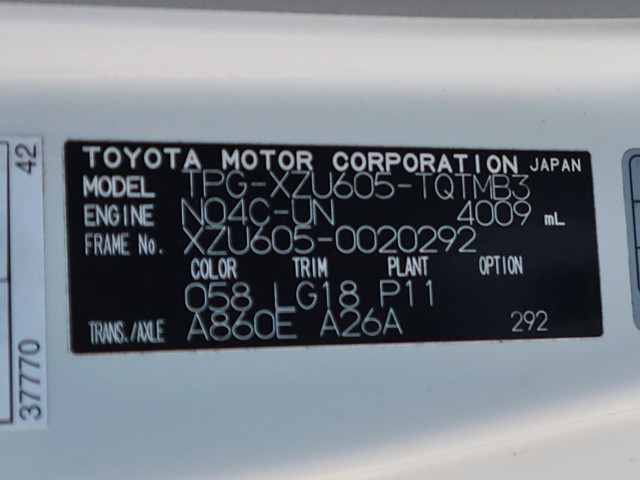 TOYOTA MOTOR CORPORATION JAPAN
MODEL TPG-XZU605-TQTMB3
ENGINE N04C-UN 4009 mL
FRAME No. XZU605-0020292
COLOR TRIM PLANT OPTION
058 LG18 P11
TRANS./AXLE A860E A26A 292
37770 42